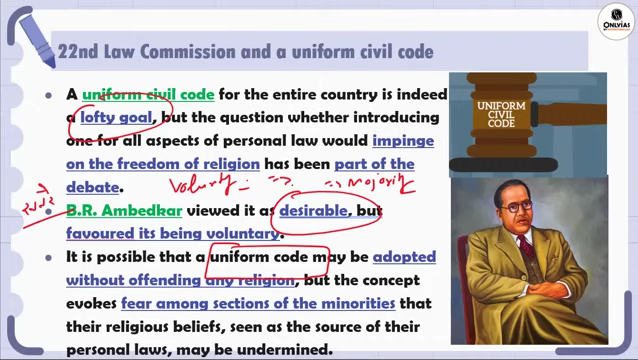 ONLYIAS
22nd Law Commission and a uniform civil code
A uniform civil code for the entire country is indeed
a lofty goal, but the question whether introducing
one for all aspects of personal law would impinge
on the freedom of religion has been part of the
debate.
B.R. Ambedkar viewed it as desirable, but
favoured its being voluntary.
It is possible that a uniform code may be adopted
without offending any religion, but the concept
evokes fear among sections of the minorities that
their religious beliefs, seen as the source of their
personal laws, may be undermined.
UNIFORM
CIVIL
CODE
Majority